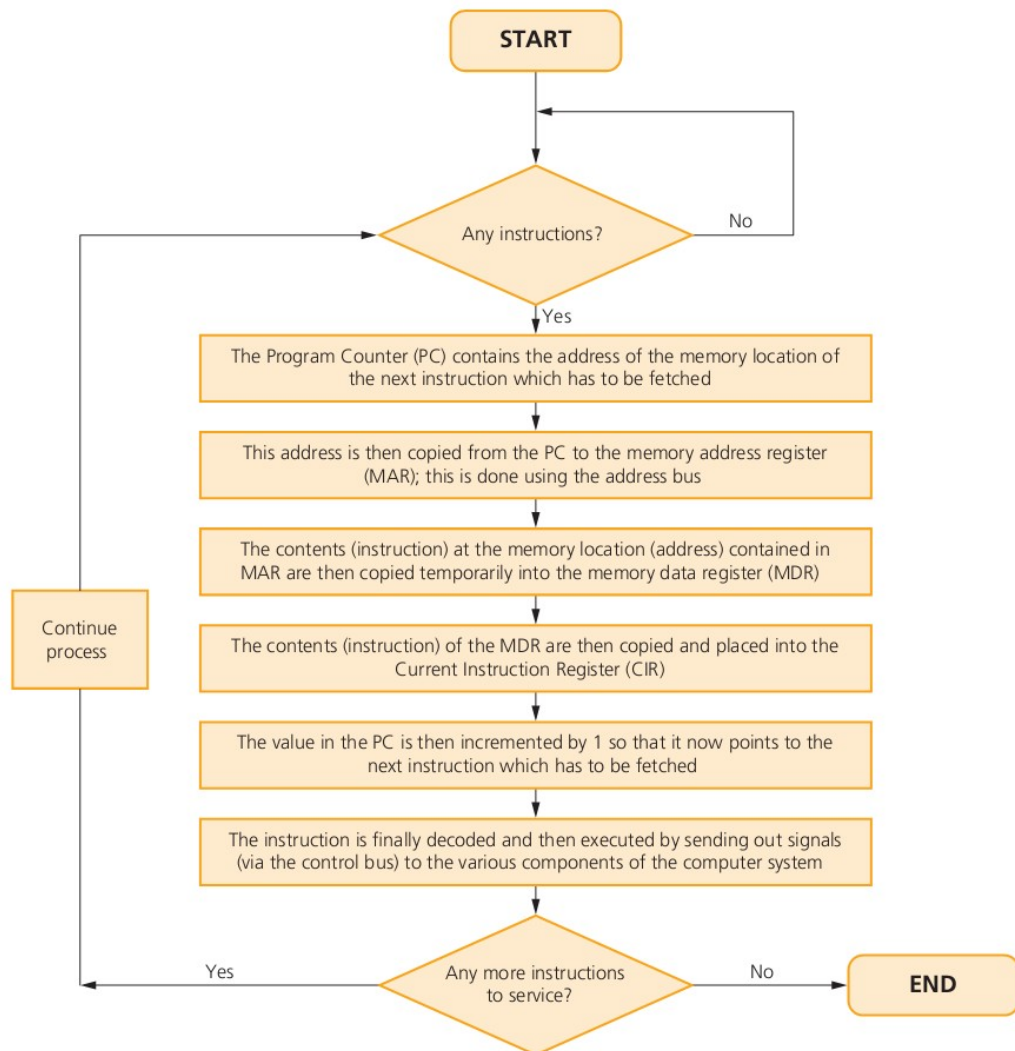 START
Any instructions?
No
Yes
The Program Counter (PC) contains the address of the memory location of
the next instruction which has to be fetched
This address is then copied from the PC to the memory address register
(MAR); this is done using the address bus
The contents (instruction) at the memory location (address) contained in
MAR are then copied temporarily into the memory data register (MDR)
Continue
process
The contents (instruction) of the MDR are then copied and placed into the
Current Instruction Register (CIR)
The value in the PC is then incremented by 1 so that it now points to the
next instruction which has to be fetched
The instruction is finally decoded and then executed by sending out signals
(via the control bus) to the various components of the computer system
Yes
Any more instructions
to service?
No
END